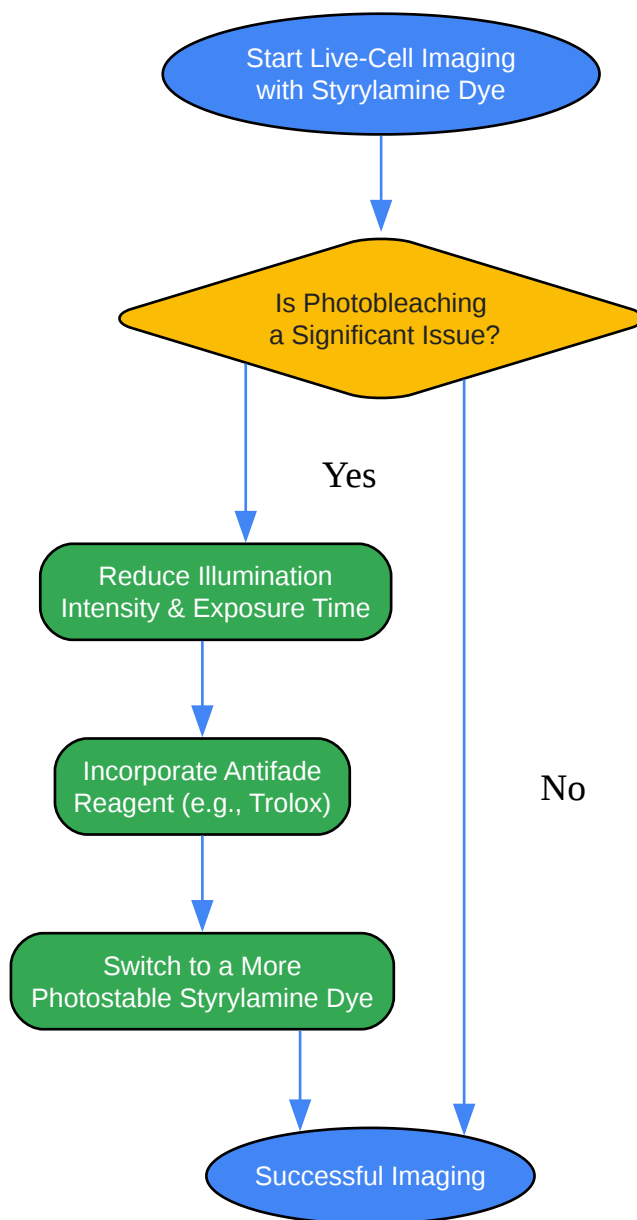 Start Live-Cell Imaging
with Styrylamine Dye
Is Photobleaching
a Significant Issue?
Yes
Reduce Illumination
Intensity & Exposure Time
Incorporate Antifade
Reagent (e.g., Trolox)
No
Switch to a More
Photostable Styrylamine Dye
Successful Imaging